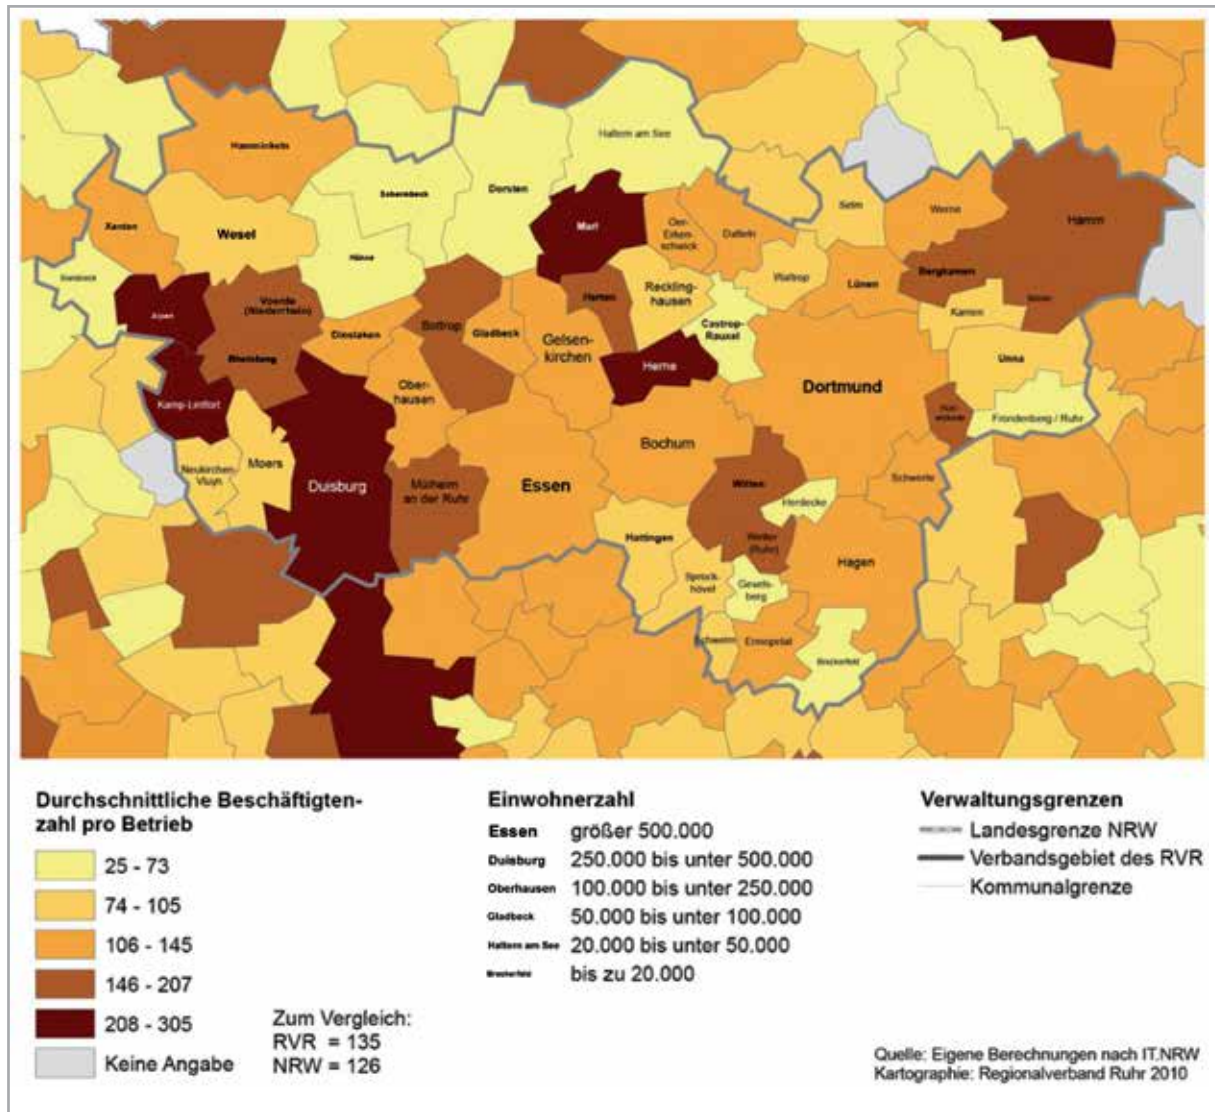 Haltern am See
Hamminkeln
Schermbeck
Dorsten
Marl
Oer-
Erken-
schwick
Datteln
Selm
Werne
Hamm
Xanten
Wesel
Hünxe
Sonsbeck
Alpen
Voerde
(Niederrhein)
Rheinberg
Dinslaken
Bottrop
Gladbeck
Gelsen-
kirchen
Herten
Reckling-
hausen
Waltrop
Castrop-
Rauxel
Lünen
Bergkamen
Kamen
Bönen
Unna
Herne
Dortmund
Kamp-Lintfort
Ober-
hausen
Holz-
wickede
Fröndenberg / Ruhr
Neukirchen-
Vluyn
Moers
Duisburg
Mülheim
an der Ruhr
Essen
Bochum
Witten
Herdecke
Schwerte
Hattingen
Wetter
(Ruhr)
Hagen
Sprock-
hövel
Gevels-
berg
Schwelm
Ennepetal
Breckerfeld
Durchschnittliche Beschäftigten-
zahl pro Betrieb
25 - 73
74 - 105
106 - 145
146 - 207
208 - 305
Keine Angabe
Zum Vergleich:
RVR = 135
NRW = 126
Einwohnerzahl
Essen größer 500.000
Duisburg 250.000 bis unter 500.000
Oberhausen 100.000 bis unter 250.000
Gladbeck 50.000 bis unter 100.000
Haltern am See 20.000 bis unter 50.000
Breckerfeld bis zu 20.000
Verwaltungsgrenzen
Landesgrenze NRW
Verbandsgebiet des RVR
Kommunalgrenze
Quelle: Eigene Berechnungen nach IT.NRW
Kartographie: Regionalverband Ruhr 2010